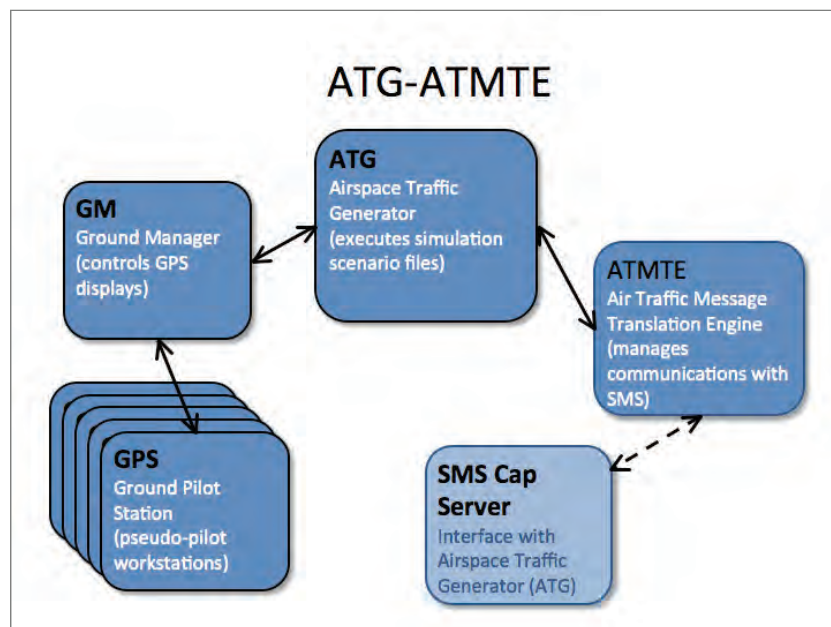 ATG-ATMTE
ATG
Airspace Traffic
Generator
(executes simulation
scenario files)
GM
Ground Manager
(controls GPS
displays)
ATMTE
Air Traffic Message
Translation Engine
(manages
communications with
SMS)
GPS
Ground Pilot
Station
(pseudo-pilot
workstations)
SMS Cap
Server
Interface with
Airspace Traffic
Generator (ATG)